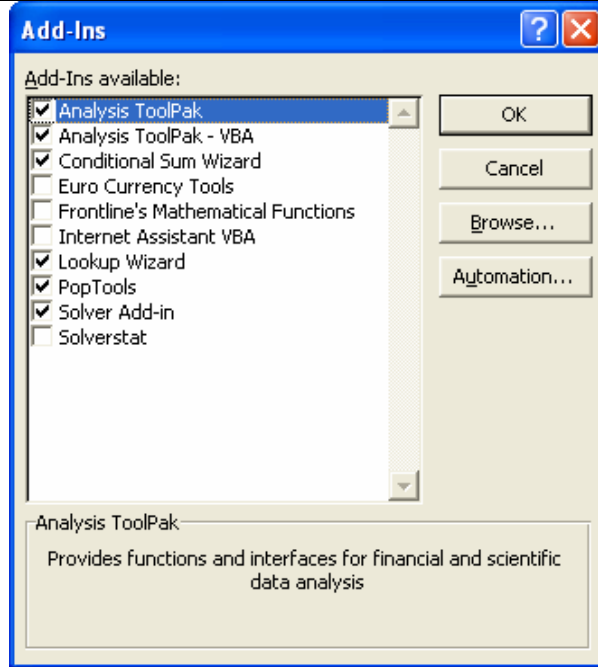 Add-Ins
?
Add-Ins available:
Analysis ToolPak
Analysis ToolPak - VBA
Conditional Sum Wizard
Euro Currency Tools
Frontline's Mathematical Functions
Internet Assistant VBA
Lookup Wizard
PopTools
Solver Add-in
Solverstat
OK
Cancel
Browse...
Automation...
Analysis ToolPak
Provides functions and interfaces for financial and scientific
data analysis